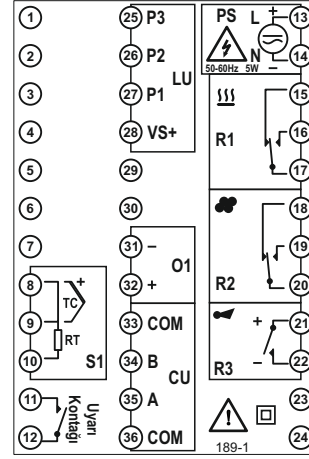 1 25 P3 PS L + 13
2 26 P2 N − 14
LU 50-60Hz 5W
3 27 P1 15
4 28 VS+ R1 16
5 29 17
6 30 18
7 31 − 19
O1
8 + 32 + R2 20
TC
9 33 COM + 21
RT
10 S1 34 B − 22
CU R3
11 Uyarı Kontağı 35 A 23
12 36 COM 24
189-1